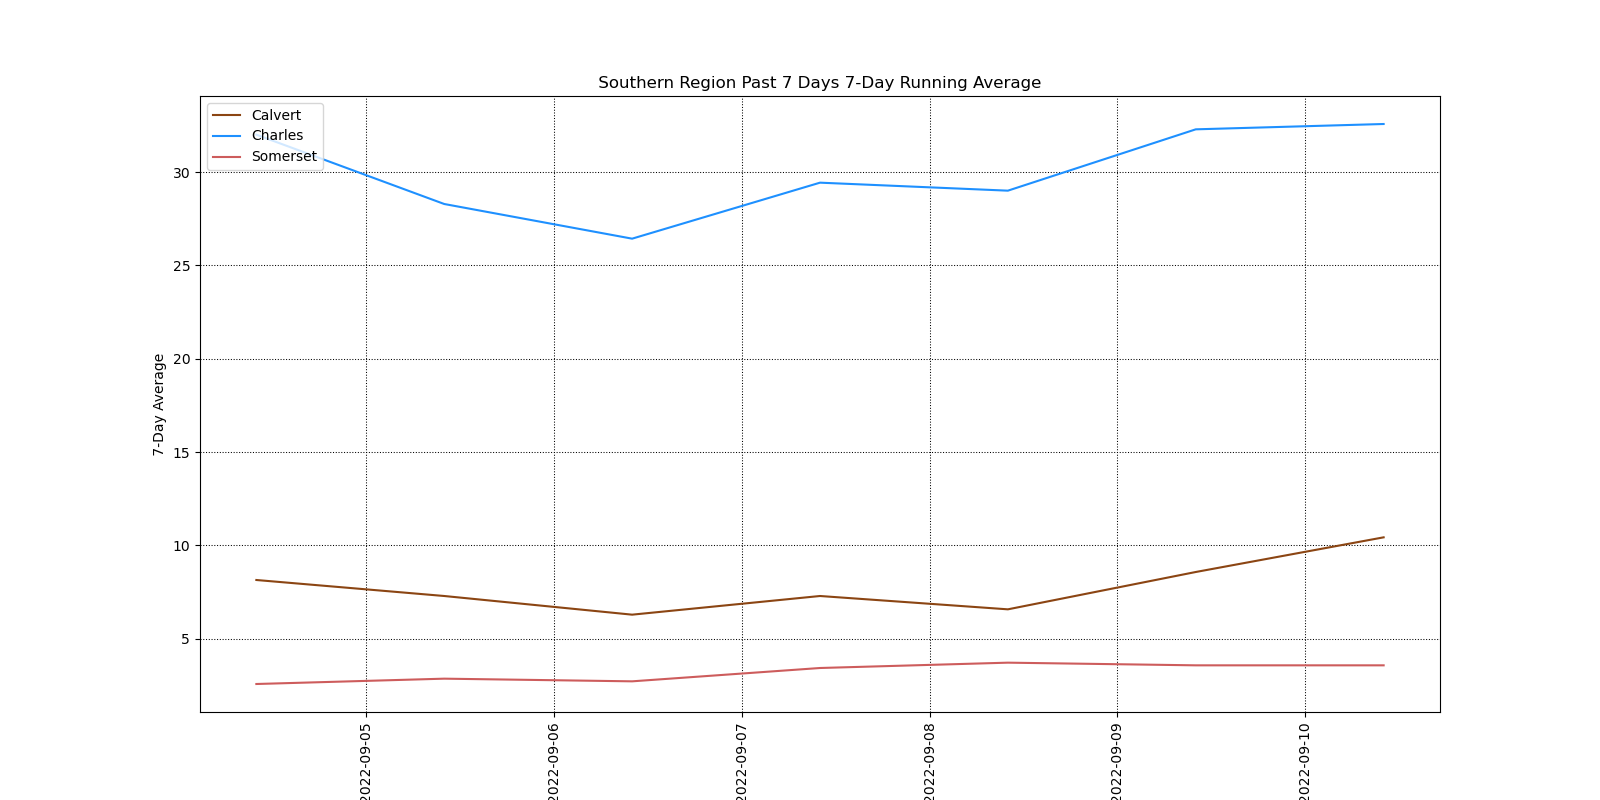 Southern Region Past 7 Days 7-Day Running Average
Calvert
Charles
Somerset
7-Day Average
30
25
20
15
10
5
2022-09-05
2022-09-06
2022-09-07
2022-09-08
2022-09-09
2022-09-10